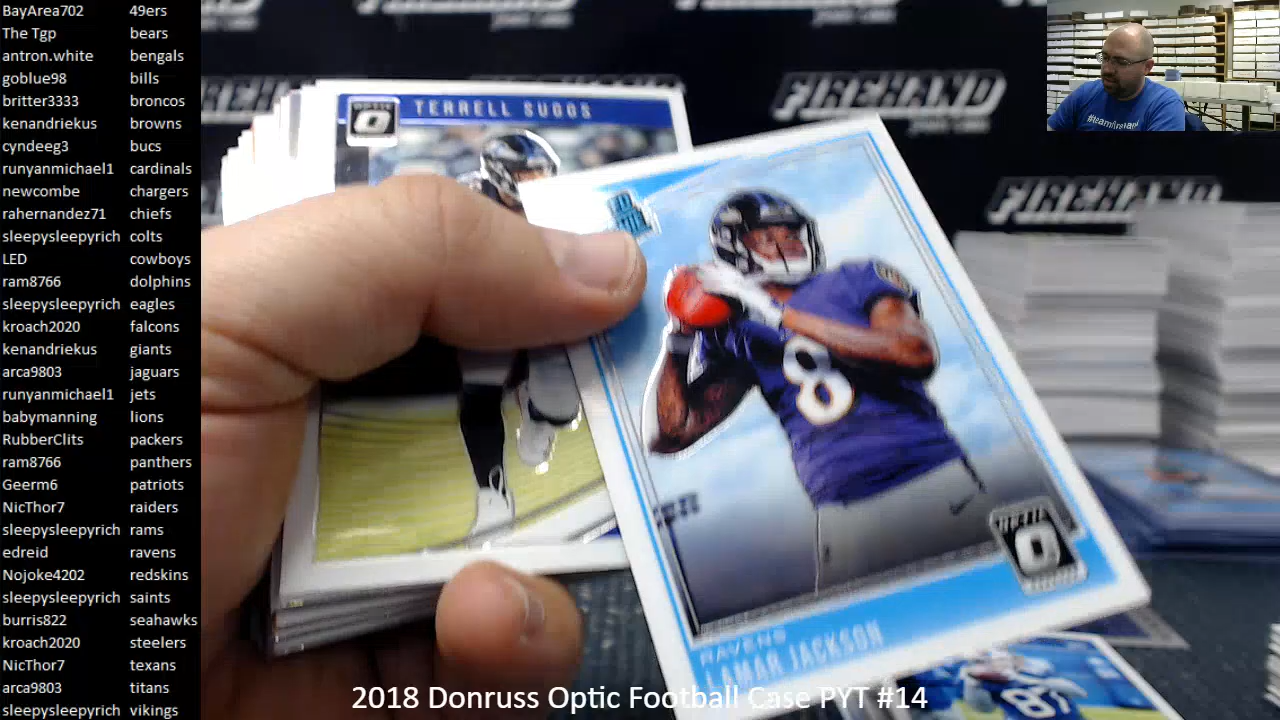 BayArea702 49ers
The Tgp bears
antron.white bengals
goblue98 bills
britter3333 broncos
kenandriekus browns
cyndeeg3 bucs
runyanmichael1 cardinals
newcombe chargers
rahernandez71 chiefs
sleepysleepyrich colts
LED cowboys
ram8766 dolphins
sleepysleepyrich eagles
kroach2020 falcons
kenandriekus giants
arca9803 jaguars
runyanmichael1 jets
babymanning lions
RubberClits packers
ram8766 panthers
Geerm6 patriots
NicThor7 raiders
sleepysleepyrich rams
edreid ravens
Nojoke4202 redskins
sleepysleepyrich saints
burris822 seahawks
kroach2020 steelers
NicThor7 texans
arca9803 titans
sleepysleepyrich vikings
FIREHAND
FIREHAND
OPTIC
TERRELL SUGGS
8
OPTIC
RAVENS
LAMAR JACKSON
2018 Donruss Optic Football Case PYT #14